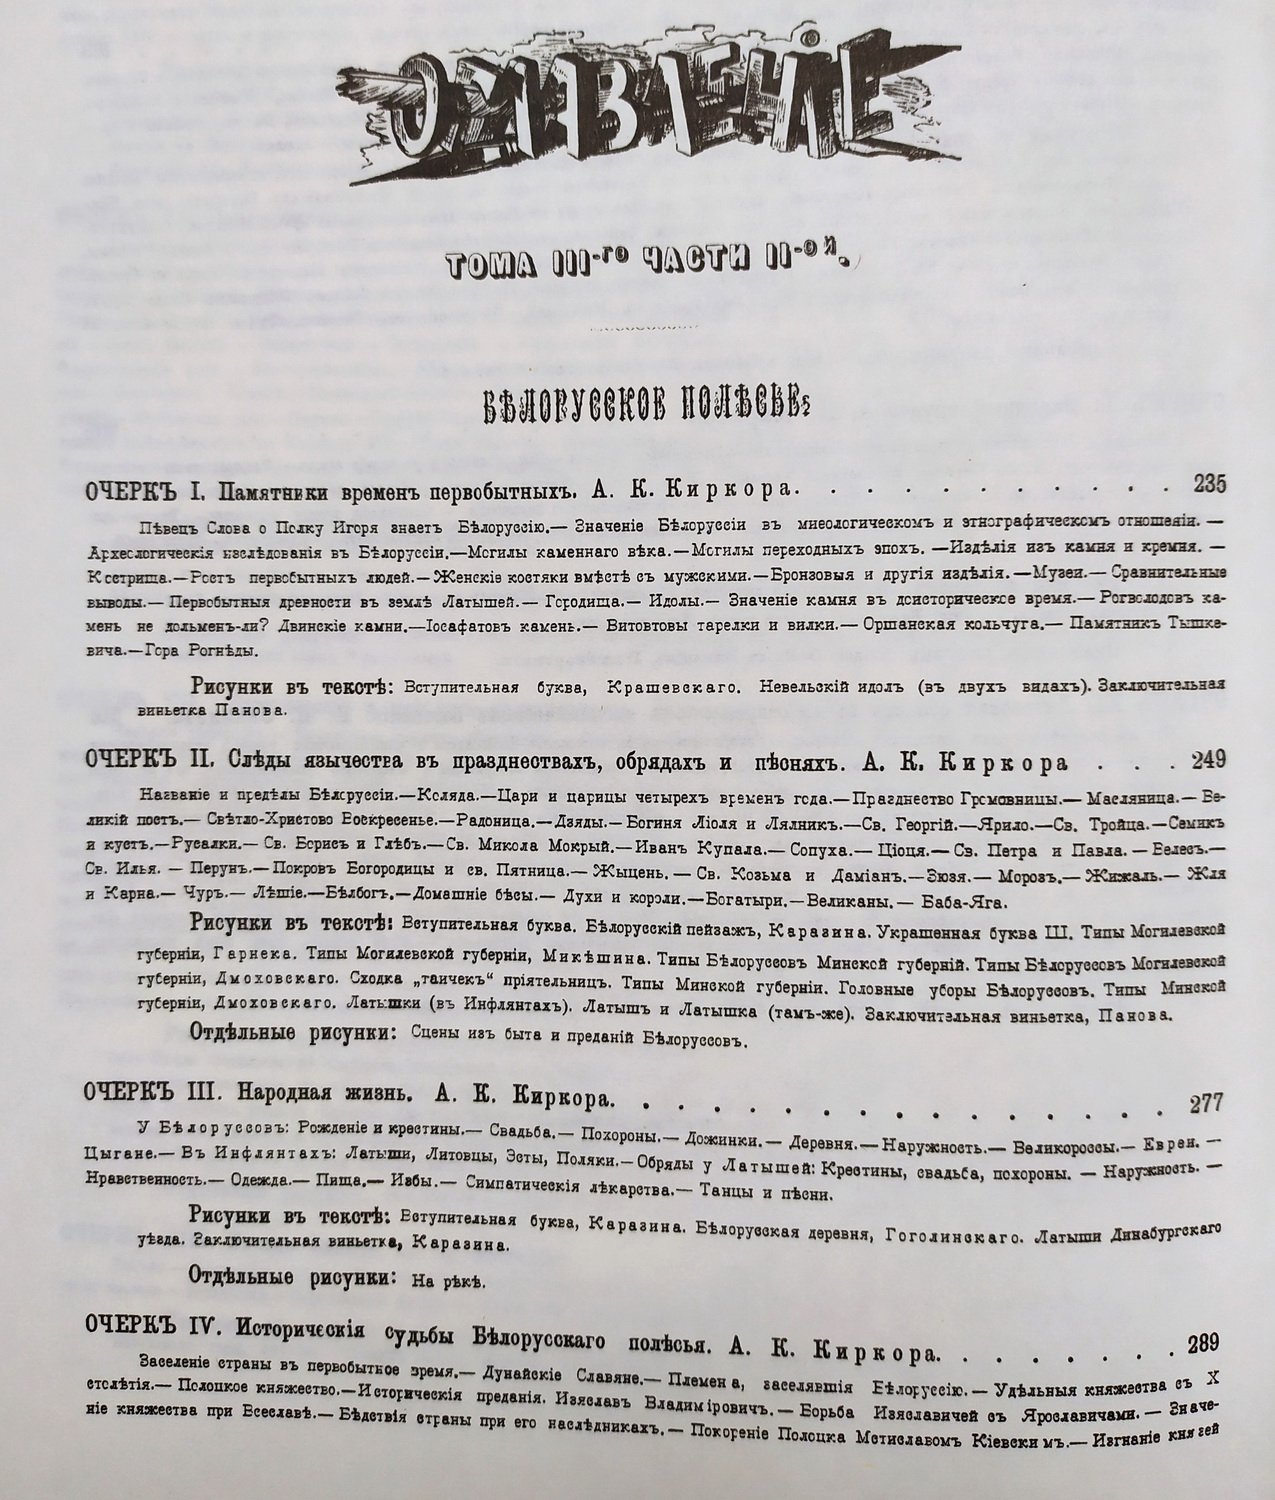 ОГЛАВЛЕНІЕ
ТОМА III-ГО ЧАСТИ II-ОЙ.
БѢЛОРУССКОЕ ПОЛѢСЬЕ.
ОЧЕРКЪ I. Памятники временъ первобытныхъ. А. К. Киркора. . . . . . . . . . . . 235
Пѣвецъ Слова о Полку Игоря знаетъ Бѣлоруссію.— Значеніе Бѣлоруссіи въ миѳологическомъ и этнографическомъ отношеніи. —
Археологическія изслѣдованія въ Бѣлоруссіи.—Могилы каменнаго вѣка.—Могилы переходныхъ эпохъ. —Издѣлія изъ камня и кремня. —
Кострища.—Ростъ первобытныхъ людей.—Женскіе костяки вмѣстѣ съ мужскими.—Бронзовыя и другія издѣлія.—Музеи.— Сравнительные
выводы.— Первобытныя древности въ землѣ Латышей.— Городища.— Идолы.— Значеніе камня въ доисторическое время.— Рогволодовъ ка-
мень не дольменъ-ли? Двинскіе камни.—Іосафатовъ камень.— Витовтовы тарелки и вилки.— Оршанская кольчуга.— Памятникъ Тышке-
вича.—Гора Рогнѣды.
Рисунки въ текстѣ: Вступительная буква, Крашевскаго. Невельскій идолъ (въ двухъ видахъ). Заключительная
виньетка Панова.
ОЧЕРКЪ II. Слѣды язычества въ празднествахъ, обрядахъ и пѣсняхъ. А. К. Киркора . . . 249
Названіе и предѣлы Бѣлоруссіи.—Коляда.—Цари и царицы четырехъ временъ года.—Празднество Громовницы.— Масляница.— Ве-
ликій постъ.— Свѣтло-Христово Воскресенье.—Радоница.—Дзяды.—Богиня Ліоля и Лялникъ.—Св. Георгій.—Ярило.—Св. Тройца.—Семикъ
и кустъ.—Русалки.— Св. Борисъ и Глѣбъ.—Св. Микола Мокрый.—Иванъ Купала.— Сопуха.— Ціоця.— Св. Петра и Павла. — Велесъ.—
Св. Илья. — Перунъ.—Покровъ Богородицы и св. Пятница.— Жыцень. — Св. Козьма и Даміанъ.—Зюзя.— Морозъ.— Жижаль.— Жля
и Карна.— Чуръ.— Лѣшіе.—Бѣлбогъ.—Домашніе бѣсы.— Духи и короли.—Богатыри.—Великаны.— Баба-Яга.
Рисунки въ текстѣ: Вступительная буква. Бѣлорусскій пейзажъ, Каразина. Украшенная буква Ш. Типы Могилевской
губерніи, Гарнека. Типы Могилевской губерніи, Микѣшина. Типы Бѣлоруссовъ Минской губерній. Типы Бѣлоруссовъ Могилевской
губерніи, Дмоховскаго. Сходка „таичекъ“ пріятельницъ. Типы Минской губерніи. Головные уборы Бѣлоруссовъ. Типы Минской
губерніи, Дмоховскаго. Латышки (въ Инфлянтахъ). Латышъ и Латышка (тамъ-же). Заключительная виньетка, Панова.
Отдѣльные рисунки: Сцены изъ быта и преданій Бѣлоруссовъ.
ОЧЕРКЪ III. Народная жизнь. А. К. Киркора. . . . . . . . . . . . . . . . . 277
У Бѣлоруссовъ: Рожденіе и крестины.— Свадьба.— Похороны.— Дожинки.— Деревня.—Наружность.— Великороссы.— Евреи. —
Цыгане.— Въ Инфлянтахъ: Латыши, Литовцы, Эсты, Поляки.—Обряды у Латышей: Крестины, свадьба, похороны. — Наружность. —
Нравственность.— Одежда.— Пища.— Избы.— Симпатическія лѣкарства.— Танцы и пѣсни.
Рисунки въ текстѣ: Вступительная буква, Каразина. Бѣлорусская деревня, Гоголинскаго. Латыши Динабургскаго
уѣзда. Заключительная виньетка, Каразина.
Отдѣльные рисунки: На рѣкѣ.
ОЧЕРКЪ IV. Историческія судьбы Бѣлорусскаго полѣсья. А. К. Киркора. . . . . . . . 289
Заселеніе страны въ первобытное время.— Дунайскіе Славяне.— Племена, заселявшія Бѣлоруссію.— Удѣльныя княжества съ X
столѣтія.— Полоцкое княжество.—Историческія преданія. Изяславъ Владиміровичъ.— Борьба Изяславичей съ Ярославичами. — Значе-
ніе княжества при Всеславѣ.— Бѣдствія страны при его наслѣдникахъ.— Покореніе Полоцка Мстиславомъ Кіевскимъ.— Изгнаніе князей